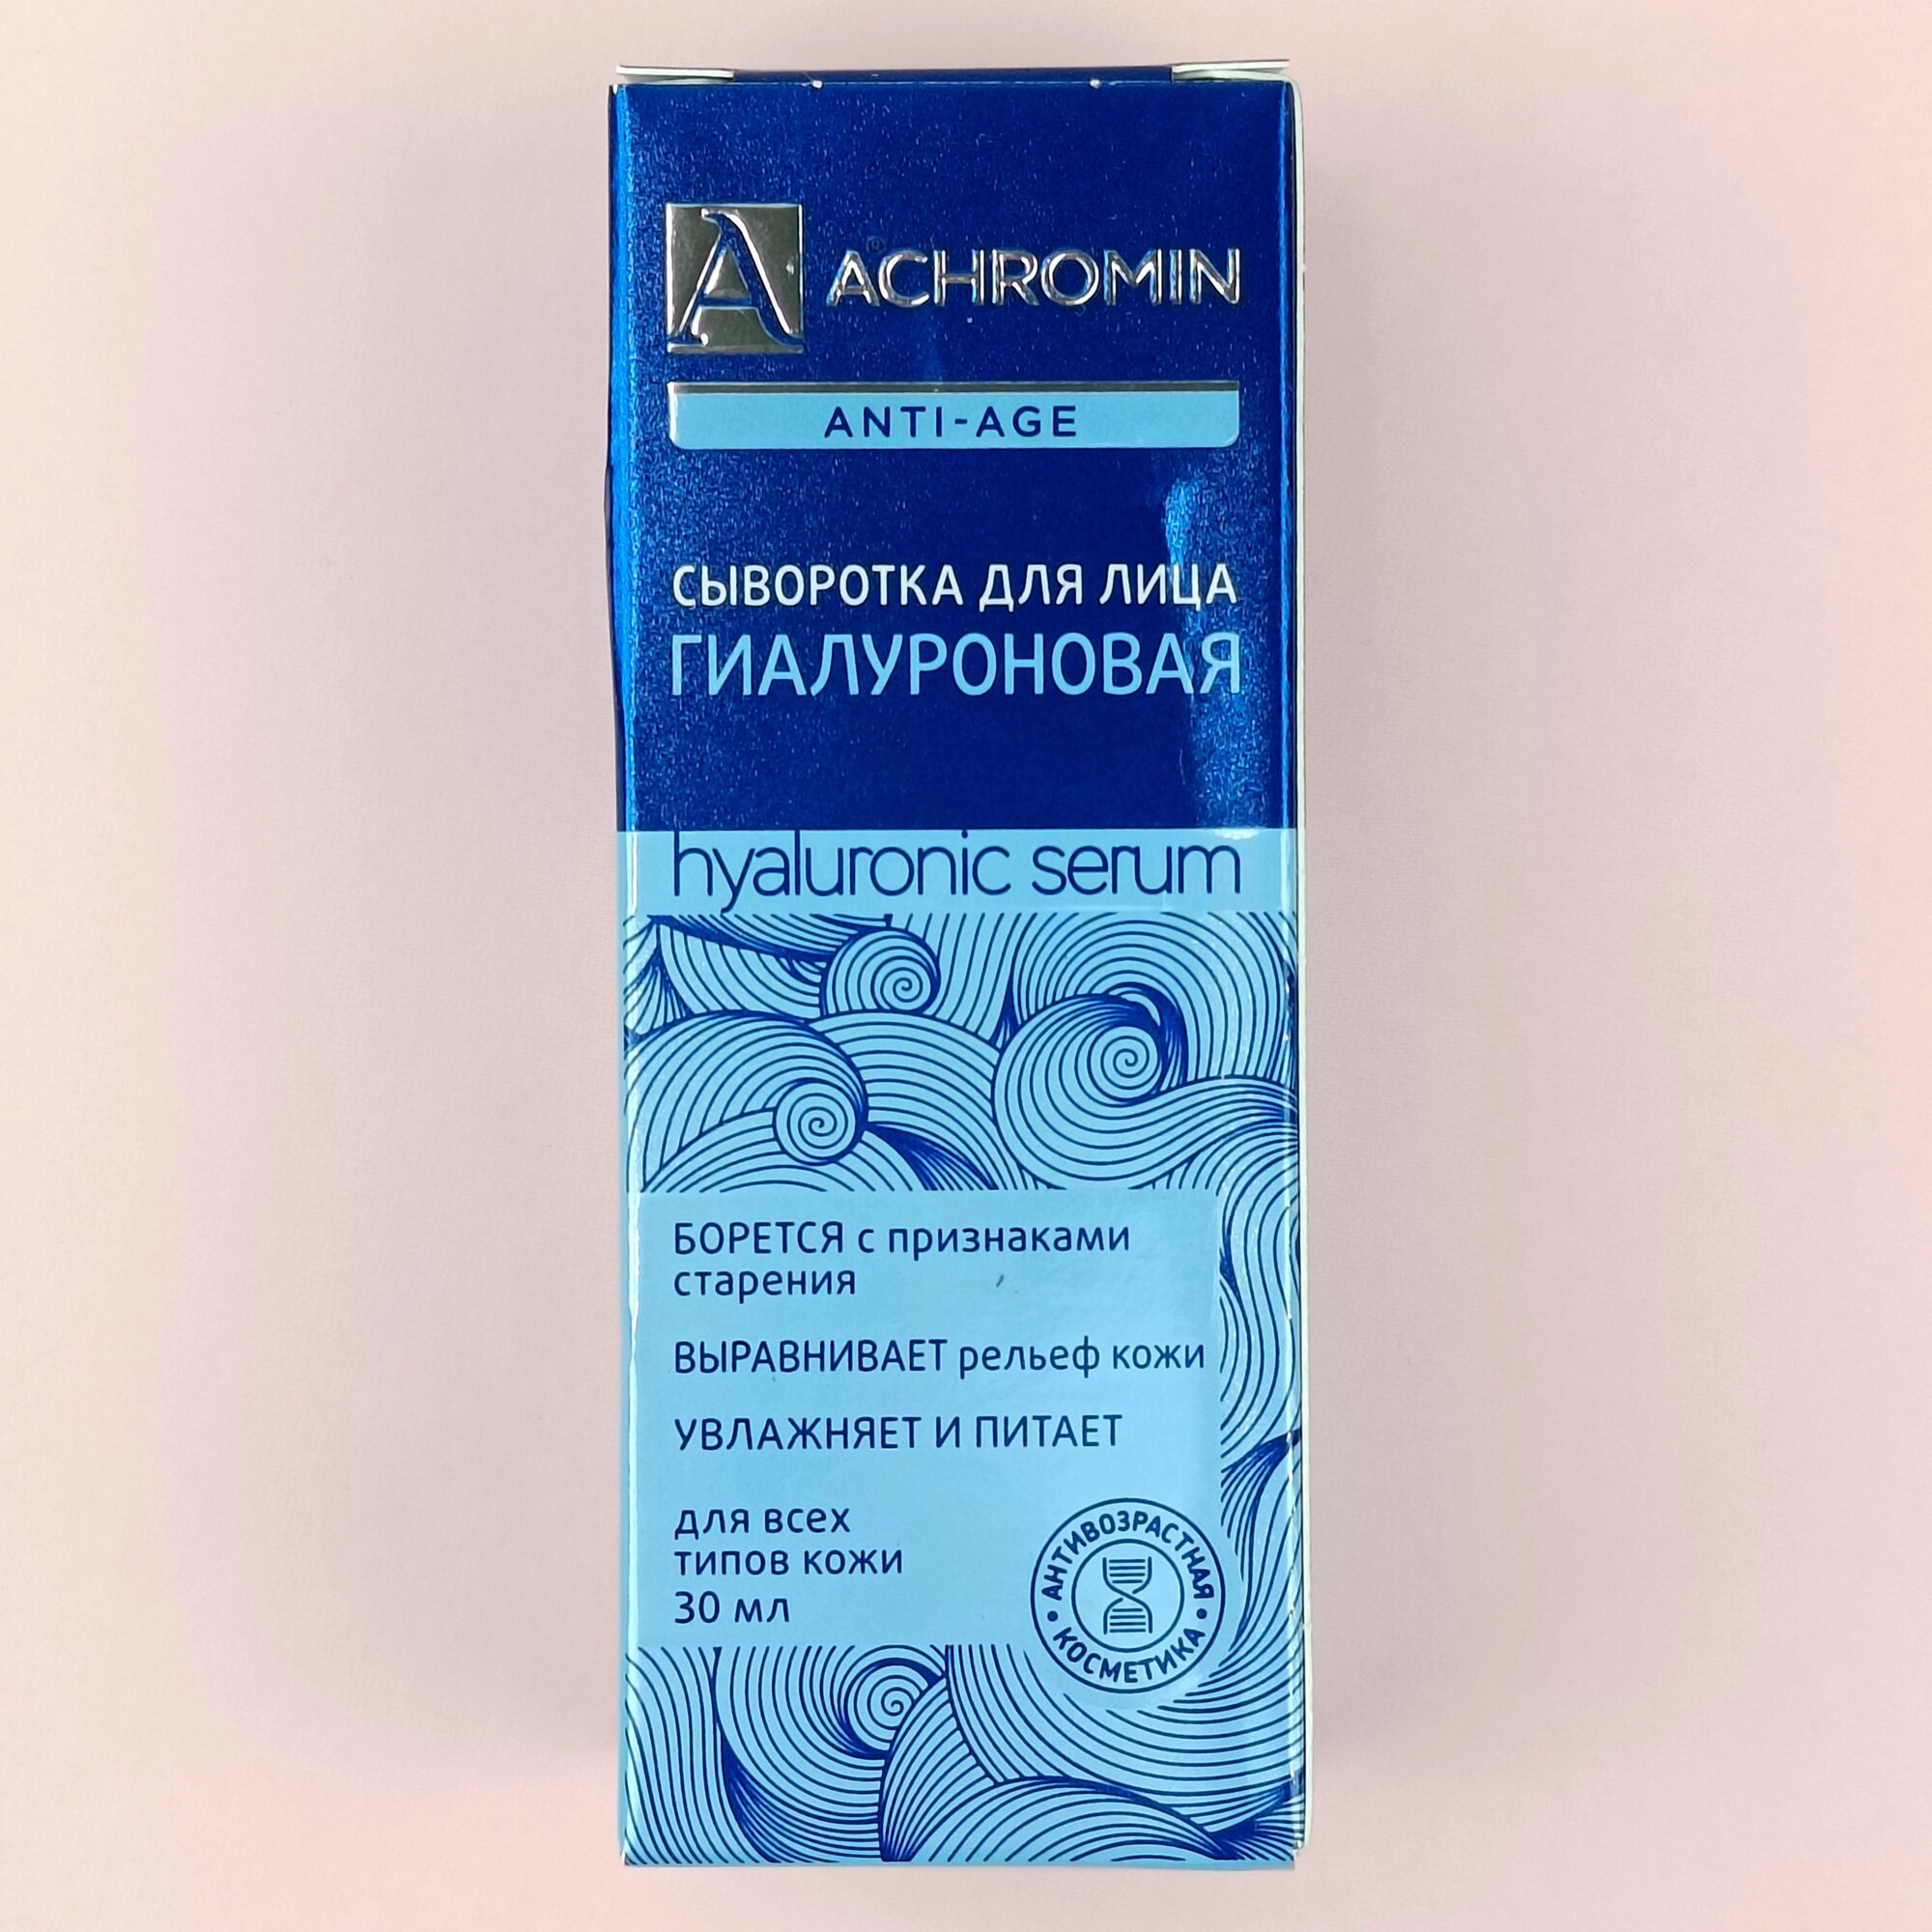 A ACHROMIN®
ANTI-AGE
СЫВОРОТКА ДЛЯ ЛИЦА
ГИАЛУРОНОВАЯ
hyaluronic serum
БОРЕТСЯ с признаками
старения
ВЫРАВНИВАЕТ рельеф кожи
УВЛАЖНЯЕТ И ПИТАЕТ
для всех
типов кожи
30 мл
АНТИВОЗРАСТНАЯ
• КОСМЕТИКА •